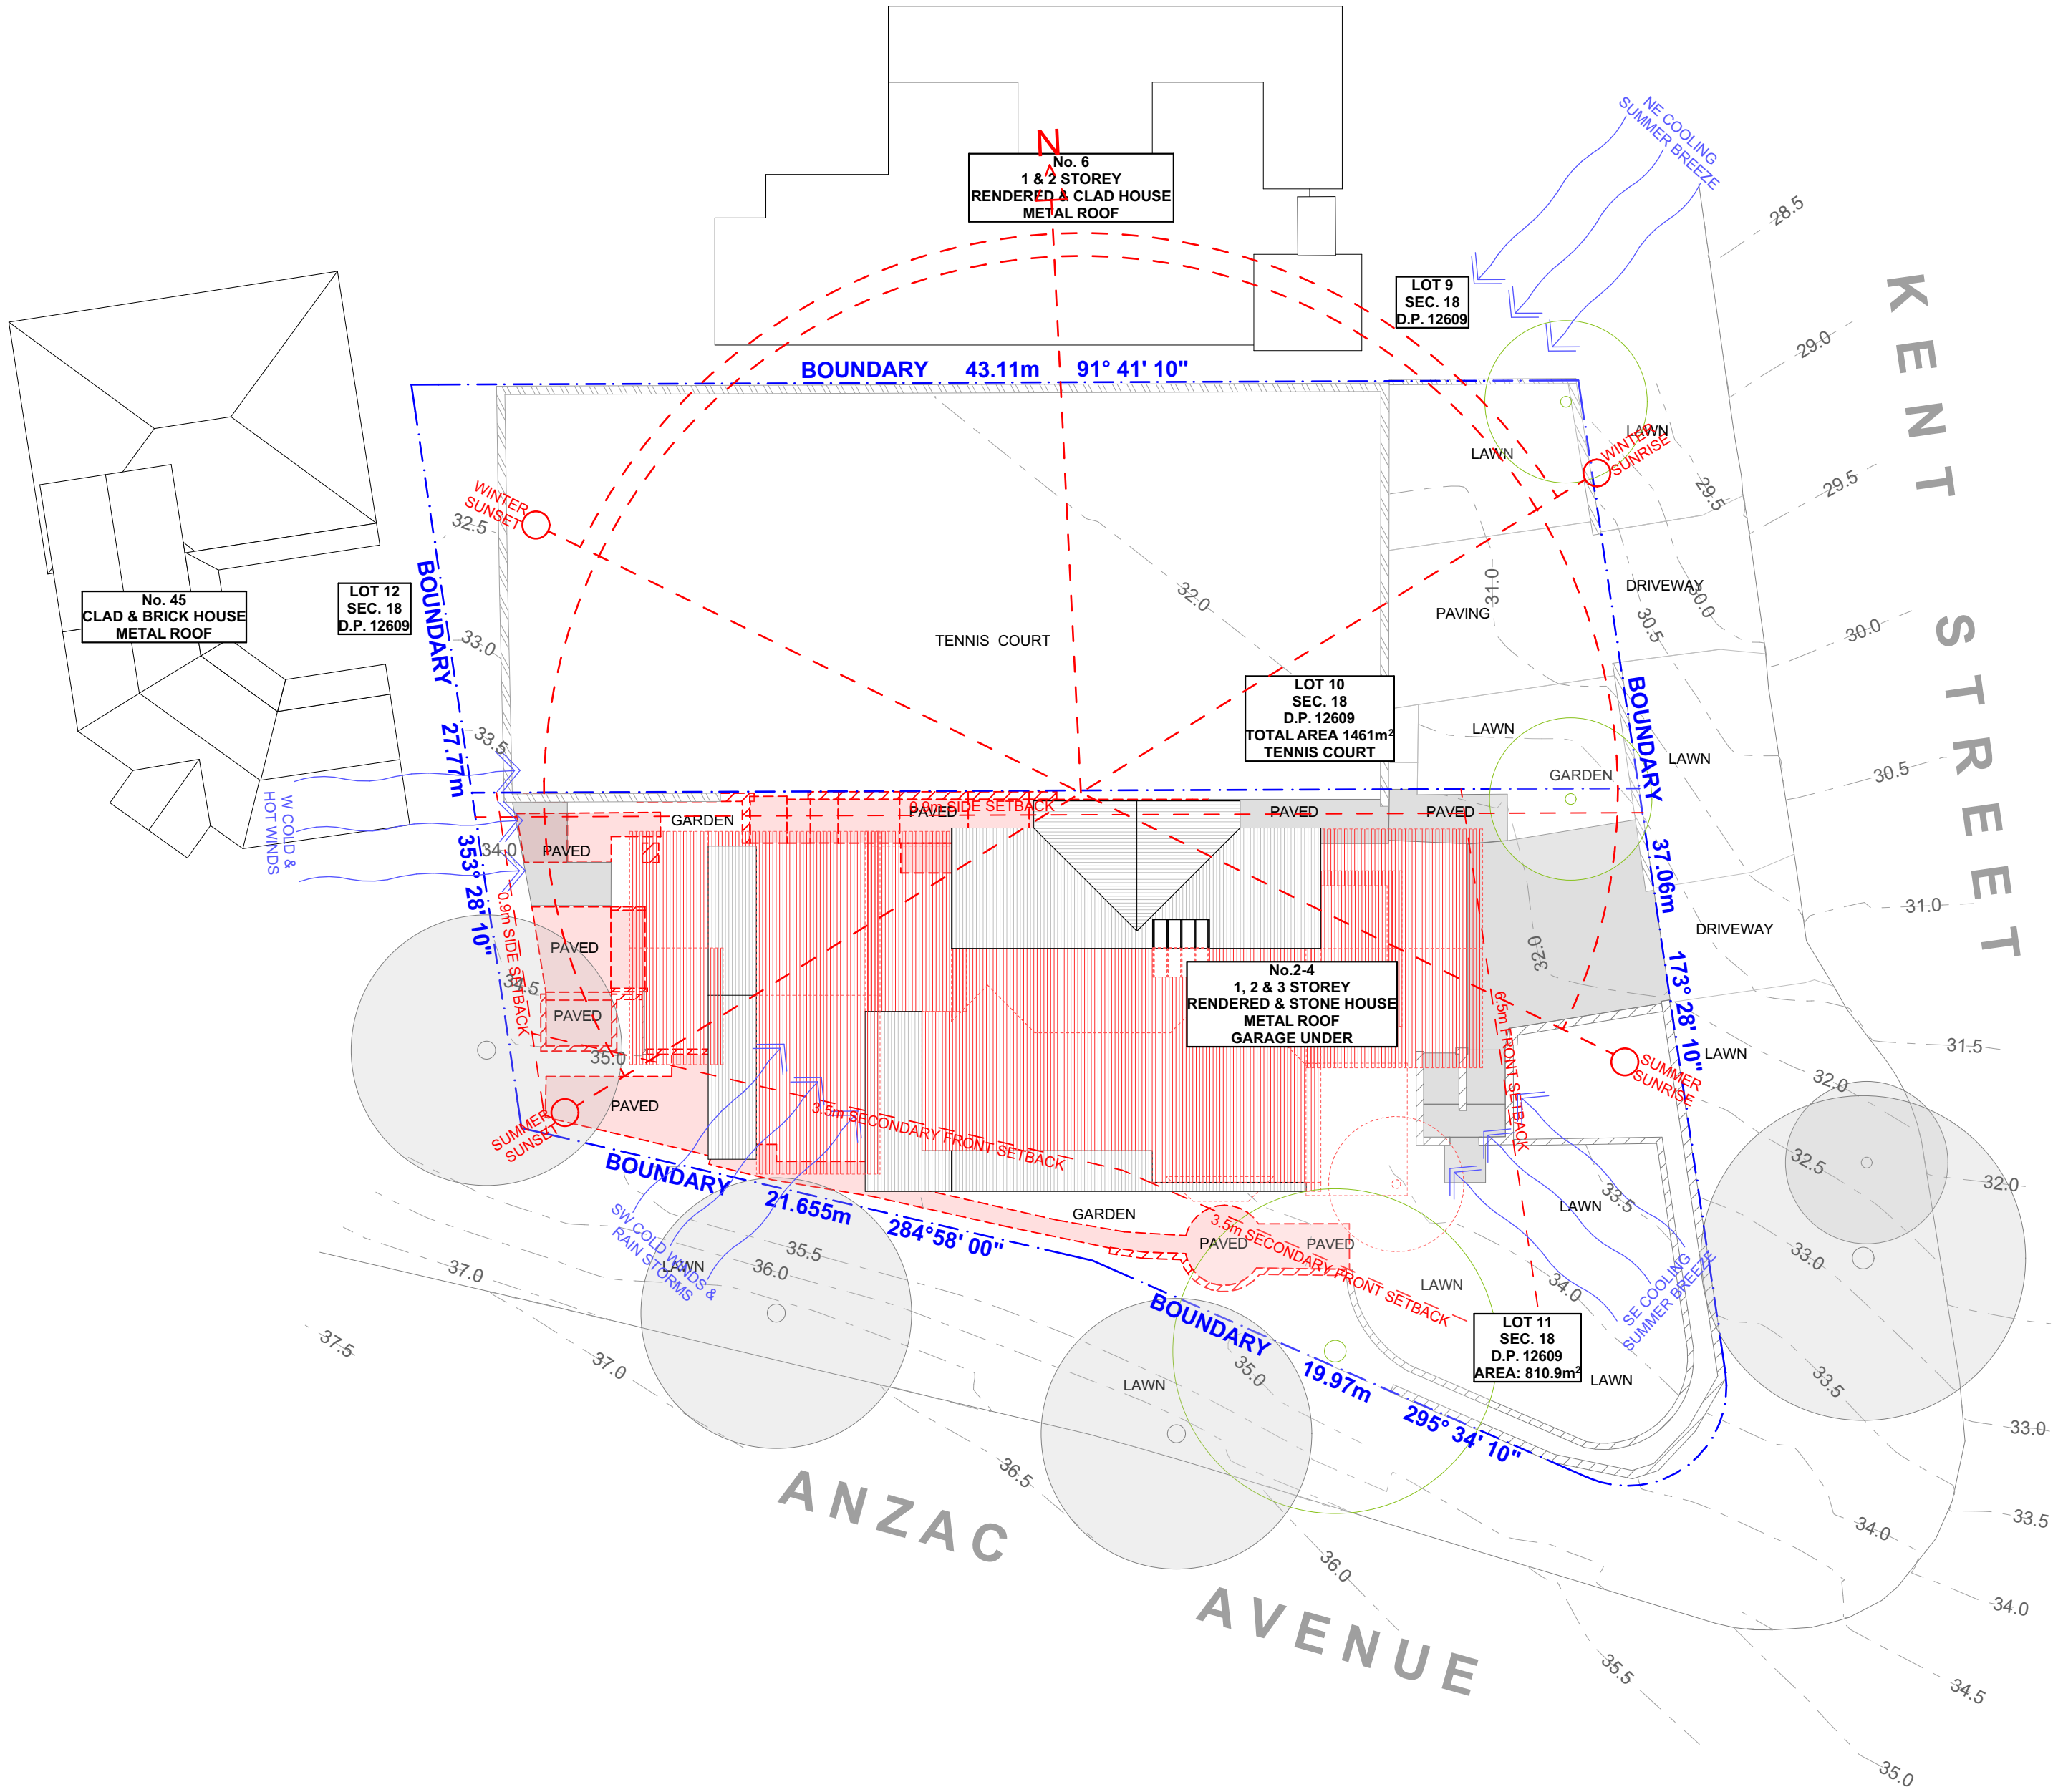 N
No. 6
1 & 2 STOREY
RENDERED & CLAD HOUSE
METAL ROOF
NE COOLING
SUMMER BREEZE
28.5
LOT 9
SEC. 18
D.P. 12609
29.0
KENT STREET
BOUNDARY 43.11m 91° 41' 10"
LAWN
LAWN
WINTER
SUNRISE
29.5
29.5
WINTER
SUNSET
32.5
No. 45
CLAD & BRICK HOUSE
METAL ROOF
LOT 12
SEC. 18
D.P. 12609
BOUNDARY 27.77m 353° 28' 10"
33.0
33.5
TENNIS COURT
32.0
31.0
PAVING
DRIVEWAY
30.0
30.5
30.0
LOT 10
SEC. 18
D.P. 12609
TOTAL AREA 1461m²
TENNIS COURT
LAWN
LAWN
GARDEN
BOUNDARY 37.06m 173° 28' 10"
30.5
W COLD &
HOT WINDS
0.9m SIDE SETBACK
GARDEN
PAVED
PAVED
PAVED
34.0
PAVED
0.9m SIDE SETBACK
PAVED
34.5
PAVED
35.0
PAVED
SUMMER
SUNSET
31.0
DRIVEWAY
32.0
No.2-4
1, 2 & 3 STOREY
RENDERED & STONE HOUSE
METAL ROOF
GARAGE UNDER
6.5m FRONT SETBACK
LAWN
31.5
SUMMER
SUNRISE
32.0
3.5m SECONDARY FRONT SETBACK
BOUNDARY 21.655m 284°58' 00"
32.5
32.0
33.5
LAWN
GARDEN
3.5m SECONDARY FRONT SETBACK
PAVED
PAVED
SW COLD WINDS &
RAIN STORMS
LAWN
35.5
36.0
37.0
33.0
LAWN
34.0
SE COOLING
SUMMER BREEZE
BOUNDARY 19.97m 295° 34' 10"
LOT 11
SEC. 18
D.P. 12609
AREA: 810.9m²
LAWN
37.5
37.0
LAWN
35.0
33.5
33.0
36.5
ANZAC AVENUE
34.0
33.5
36.0
34.0
35.5
34.5
35.0